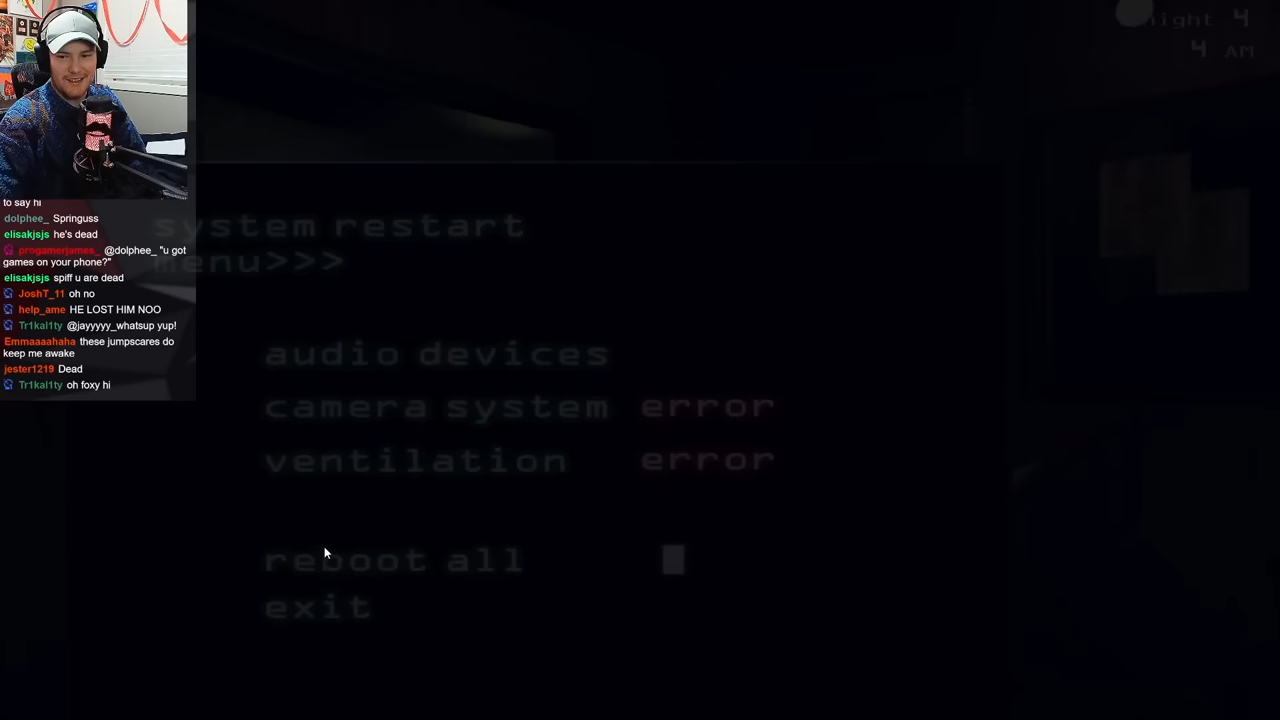 to say hi
dolphee_ Springuss
elisakjsjs he's dead
progamerjames_ @dolphee_ "u got
games on your phone?"
elisakjsjs spiff u are dead
JoshT_11 oh no
help_ame HE LOST HIM NOO
Tr1kal1ty @jayyyyy_whatsup yup!
Emmaaaahaha these jumpscares do
keep me awake
jester1219 Dead
Tr1kal1ty oh foxy hi
night 4
4 AM
system restart
menu>>>
audio devices
camera system error
ventilation error
reboot all
exit